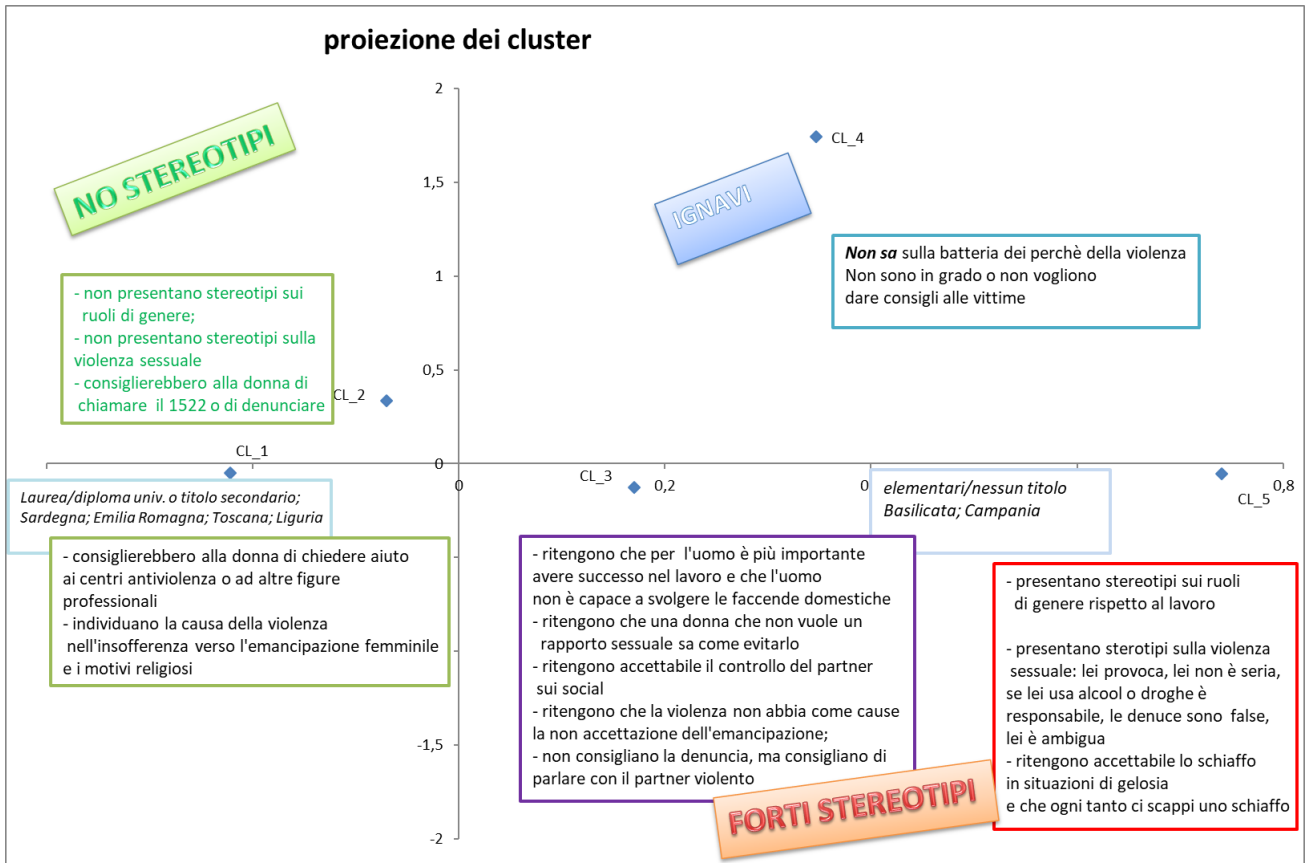 proiezione dei cluster
2
1,5
1
0,5
0
-1,5
-2
0
0,2
0,8
CL_4
CL_2
CL_1
CL_3
CL_5
NO STEREOTIPI
IGNAVI
Non sa sulla batteria dei perchè della violenza
Non sono in grado o non vogliono
dare consigli alle vittime
- non presentano stereotipi sui
ruoli di genere;
- non presentano stereotipi sulla
violenza sessuale
- consiglierebbero alla donna di
chiamare il 1522 o di denunciare
Laurea/diploma univ. o titolo secondario;
Sardegna; Emilia Romagna; Toscana; Liguria
elementari/nessun titolo
Basilicata; Campania
- consiglierebbero alla donna di chiedere aiuto
ai centri antiviolenza o ad altre figure
professionali
- individuano la causa della violenza
nell'insofferenza verso l'emancipazione femminile
e i motivi religiosi
- ritengono che per l'uomo è più importante
avere successo nel lavoro e che l'uomo
non è capace a svolgere le faccende domestiche
- ritengono che una donna che non vuole un
rapporto sessuale sa come evitarlo
- ritengono accettabile il controllo del partner
sui social
- ritengono che la violenza non abbia come cause
la non accettazione dell'emancipazione;
- non consigliano la denuncia, ma consigliano di
parlare con il partner violento
- presentano stereotipi sui ruoli
di genere rispetto al lavoro
- presentano sterotipi sulla violenza
sessuale: lei provoca, lei non è seria,
se lei usa alcool o droghe è
responsabile, le denuce sono false,
lei è ambigua
- ritengono accettabile lo schiaffo
in situazioni di gelosia
e che ogni tanto ci scappi uno schiaffo
FORTI STEREOTIPI